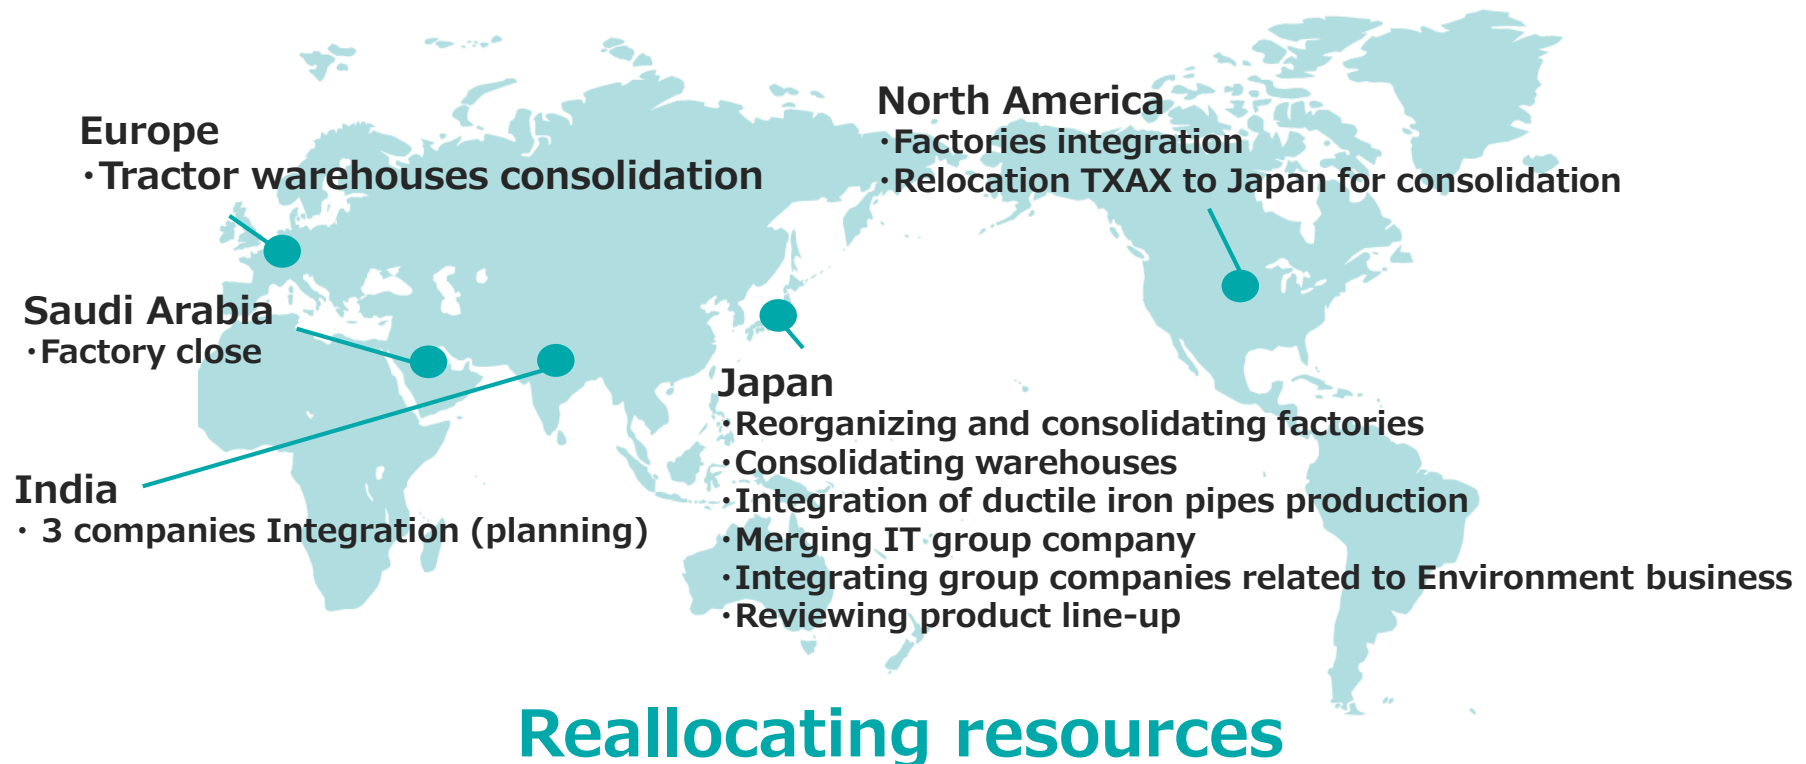 Europe
・Tractor warehouses consolidation
North America
・Factories integration
・Relocation TXAX to Japan for consolidation
Saudi Arabia
・Factory close
Japan
・Reorganizing and consolidating factories
・Consolidating warehouses
・Integration of ductile iron pipes production
・Merging IT group company
・Integrating group companies related to Environment business
・Reviewing product line-up
India
・ 3 companies Integration (planning)
Reallocating resources